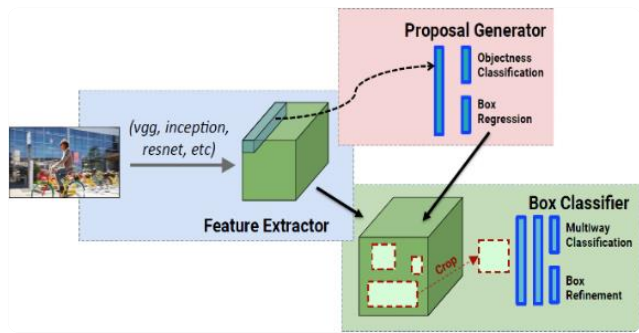 Proposal Generator
Objectness
Classification
Box
Regression
(vgg, inception,
resnet, etc)
Feature Extractor
Box Classifier
Crop
Multiway
Classification
Box
Refinement